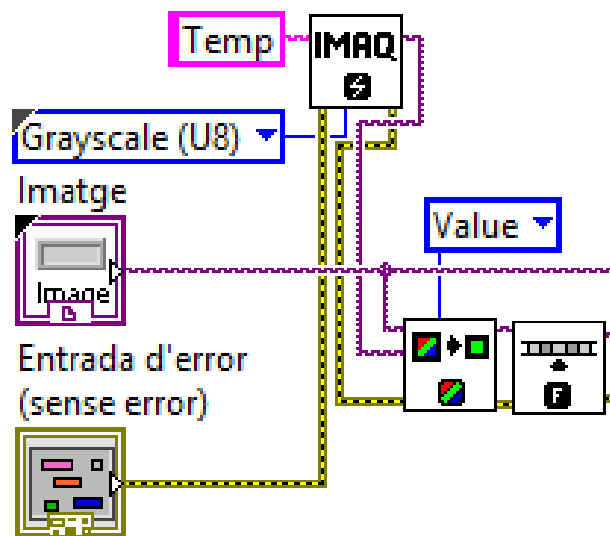 Temp
IMAQ
Grayscale (U8)
Imatge
Image
Value
Entrada d'error
(sense error)
F